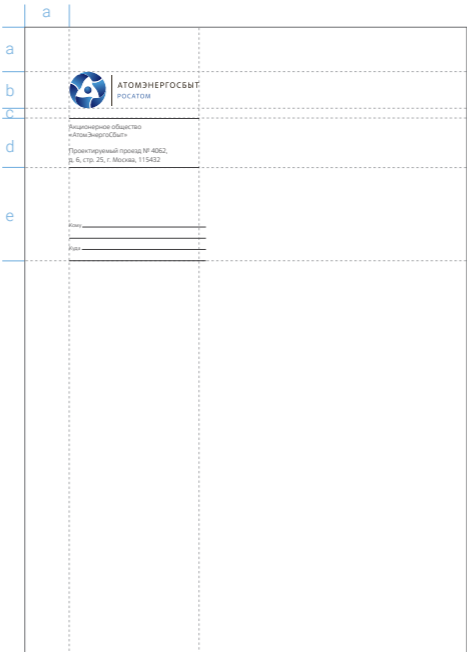 a
a
b
АТОМЭНЕРГОСБЫТ
РОСАТОМ
c
Акционерное общество
«АтомЭнергоСбыт»
d
Проектируемый проезд № 4062,
д. 6, стр. 25, г. Москва, 115432
e
Кому
Куда